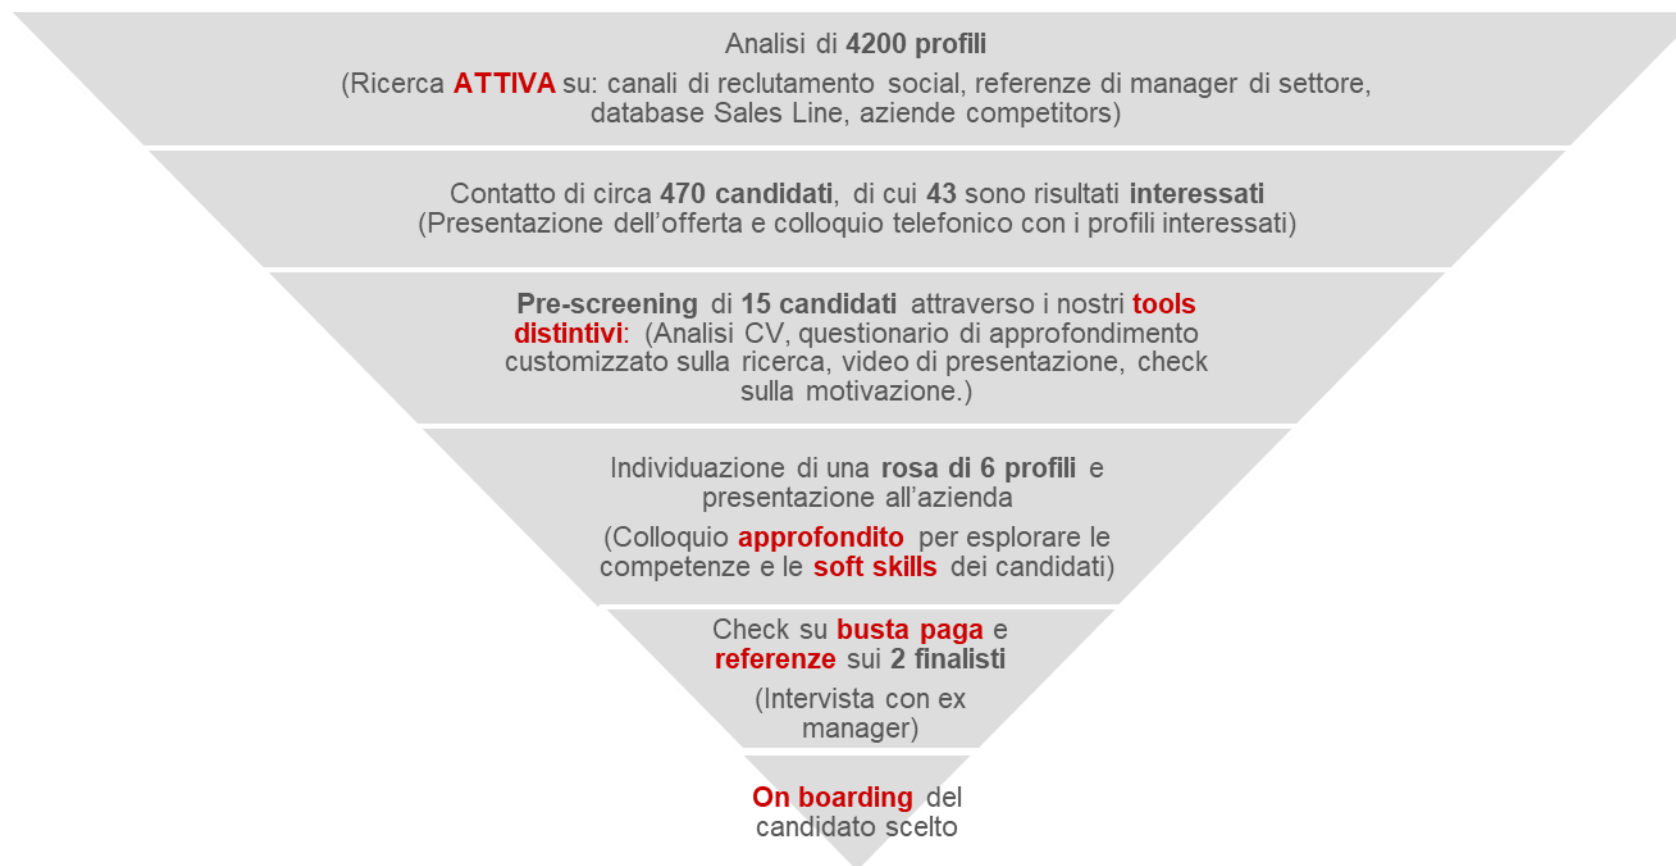 Analisi di 4200 profili
(Ricerca ATTIVA su: canali di reclutamento social, referenze di manager di settore,
database Sales Line, aziende competitors)
Contatto di circa 470 candidati, di cui 43 sono risultati interessati
(Presentazione dell’offerta e colloquio telefonico con i profili interessati)
Pre-screening di 15 candidati attraverso i nostri tools
distintivi: (Analisi CV, questionario di approfondimento
customizzato sulla ricerca, video di presentazione, check
sulla motivazione.)
Individuazione di una rosa di 6 profili e
presentazione all’azienda
(Colloquio approfondito per esplorare le
competenze e le soft skills dei candidati)
Check su busta paga e
referenze sui 2 finalisti
(Intervista con ex
manager)
On boarding del
candidato scelto